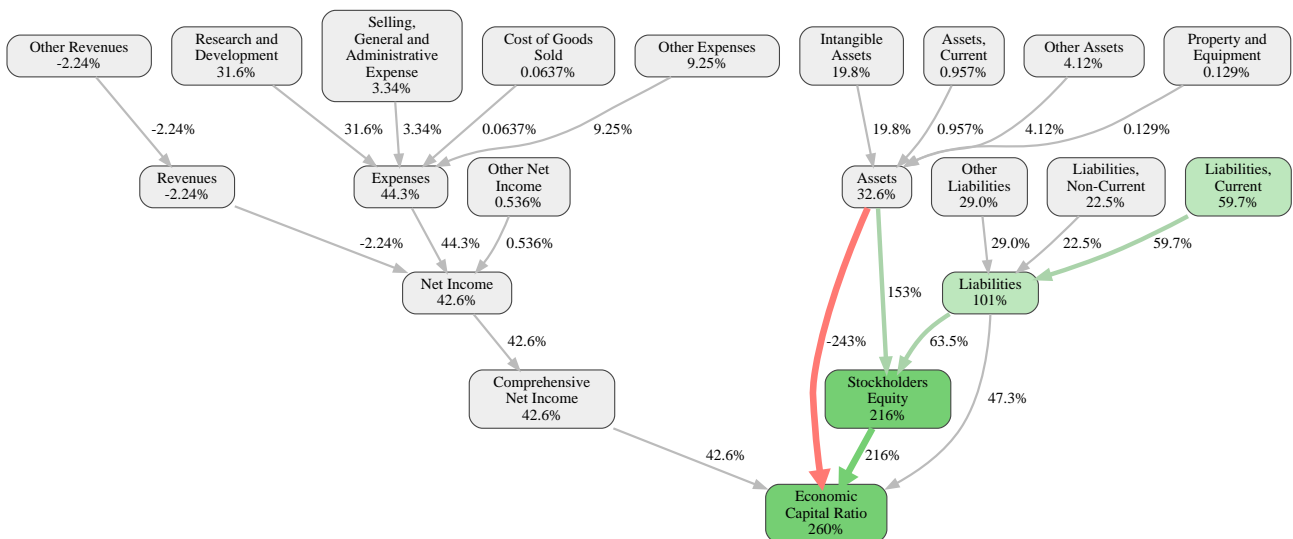 Other Revenues
-2.24%
Research and
Development
31.6%
Selling,
General and
Administrative
Expense
3.34%
Cost of Goods
Sold
0.0637%
Other Expenses
9.25%
Intangible
Assets
19.8%
Assets,
Current
0.957%
Other Assets
4.12%
Property and
Equipment
0.129%
-2.24%
31.6%
3.34%
0.0637%
9.25%
19.8%
0.957%
4.12%
0.129%
Revenues
-2.24%
Expenses
44.3%
Other Net
Income
0.536%
Assets
32.6%
Other
Liabilities
29.0%
Liabilities,
Non-Current
22.5%
Liabilities,
Current
59.7%
-2.24%
44.3%
0.536%
29.0%
22.5%
59.7%
Net Income
42.6%
153%
Liabilities
101%
42.6%
-243%
63.5%
Comprehensive
Net Income
42.6%
Stockholders
Equity
216%
47.3%
42.6%
216%
Economic
Capital Ratio
260%